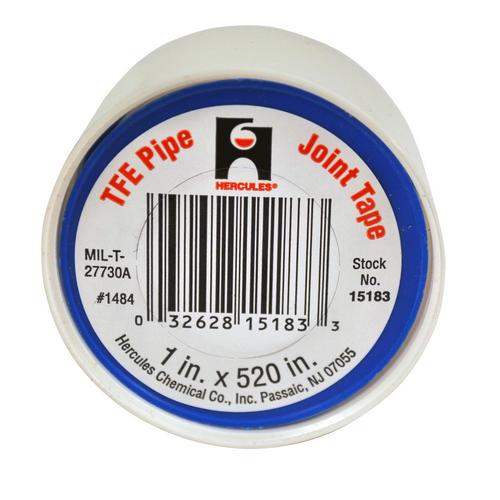 TFE Pipe Joint Tape
HERCULES®
MIL-T-
27730A
#1484
Stock
No.
15183
0 32628 15183 3
1 in. x 520 in.
Hercules Chemical Co., Inc. Passaic, NJ 07055